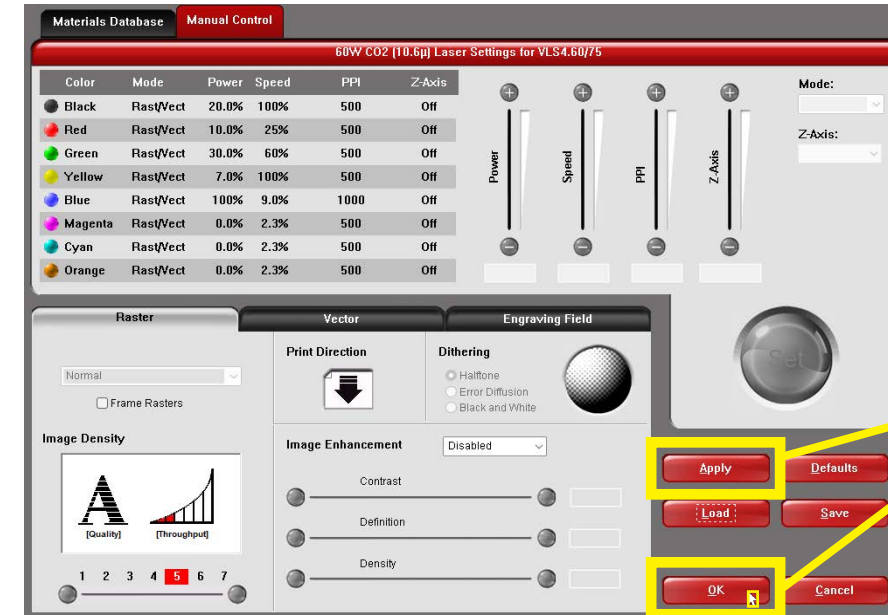 Materials Database Manual Control
60W CO2 (10.6µ) Laser Settings for VLS4.60/75
Color Mode Power Speed PPI Z-Axis
Black Rast/Vect 20.0% 100% 500 Off
Red Rast/Vect 10.0% 25% 500 Off
Green Rast/Vect 30.0% 60% 500 Off
Yellow Rast/Vect 7.0% 100% 500 Off
Blue Rast/Vect 100% 9.0% 1000 Off
Magenta Rast/Vect 0.0% 2.3% 500 Off
Cyan Rast/Vect 0.0% 2.3% 500 Off
Orange Rast/Vect 0.0% 2.3% 500 Off
Power Speed PPI Z-Axis
Mode:
Z-Axis:
Set
Raster Vector Engraving Field
Normal
Frame Rasters
Print Direction
Dithering
Halftone
Error Diffusion
Black and White
Image Density
A
[Quality] [Throughput]
1 2 3 4 5 6 7
Image Enhancement Disabled
Contrast
Definition
Density
Apply Defaults
Load Save
OK Cancel